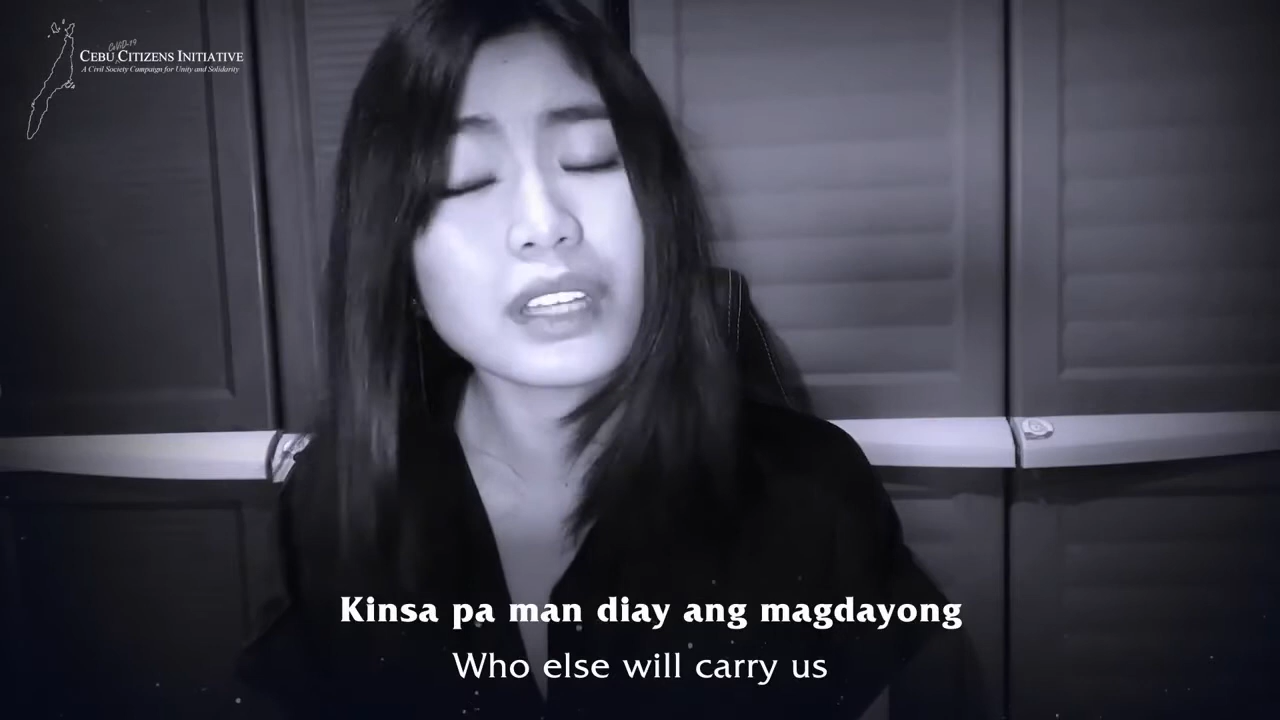 CoViD-19
CEBU CITIZENS INITIATIVE
A Civil Society Campaign for Unity and Solidarity
Kinsa pa man diay ang magdayong
Who else will carry us